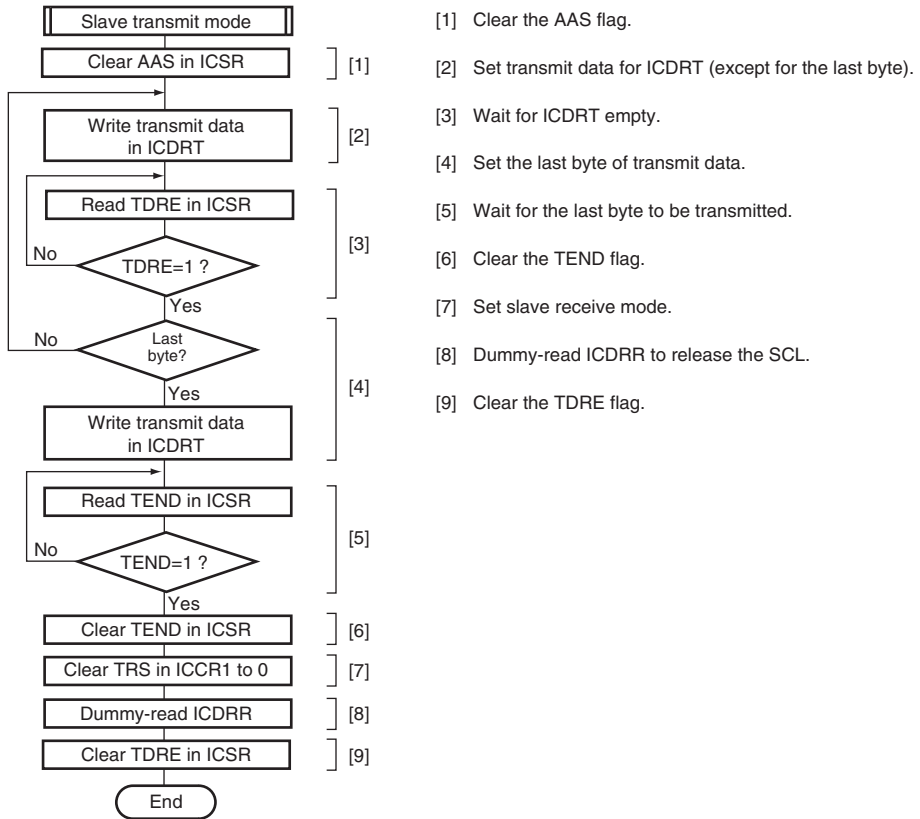 Slave transmit mode
Clear AAS in ICSR
[1]
Write transmit data
in ICDRT
[2]
Read TDRE in ICSR
[3]
No
TDRE=1 ?
Yes
No
Last
byte?
[4]
Yes
Write transmit data
in ICDRT
Read TEND in ICSR
[5]
No
TEND=1 ?
Yes
Clear TEND in ICSR
[6]
Clear TRS in ICCR1 to 0
[7]
Dummy-read ICDRR
[8]
Clear TDRE in ICSR
[9]
End
[1] Clear the AAS flag.
[2] Set transmit data for ICDRT (except for the last byte).
[3] Wait for ICDRT empty.
[4] Set the last byte of transmit data.
[5] Wait for the last byte to be transmitted.
[6] Clear the TEND flag.
[7] Set slave receive mode.
[8] Dummy-read ICDRR to release the SCL.
[9] Clear the TDRE flag.